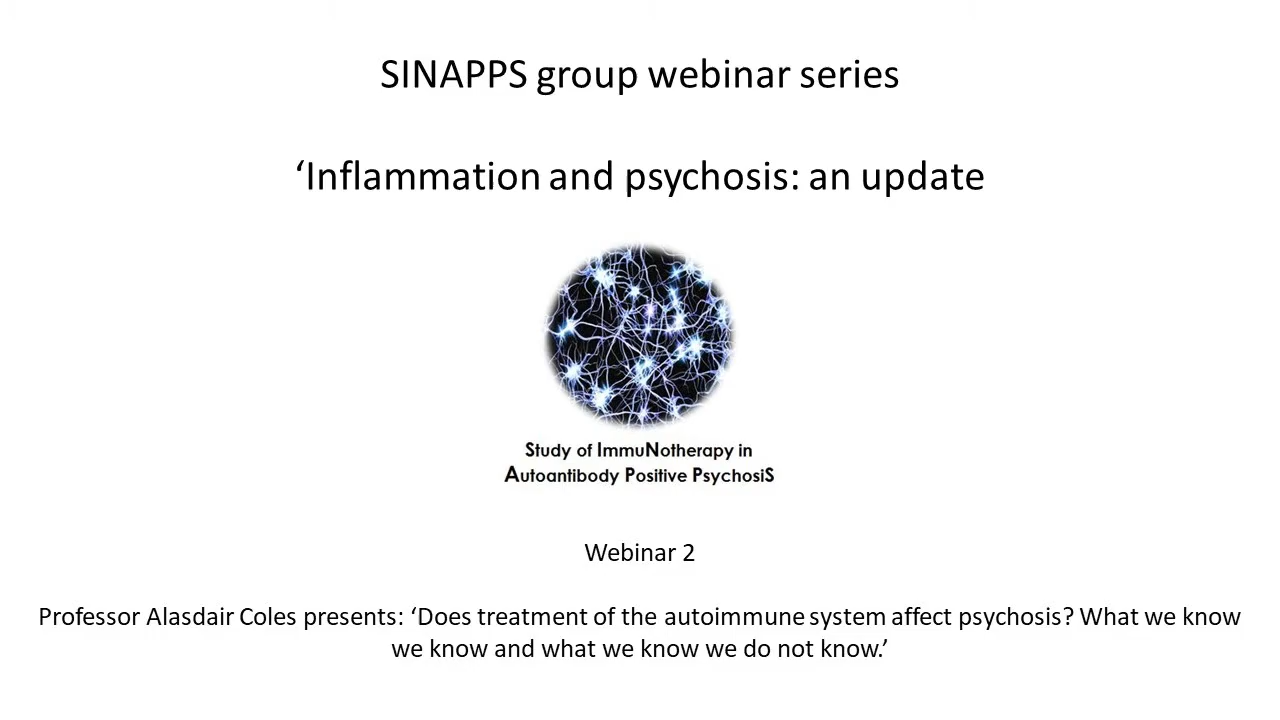 SINAPPS group webinar series
‘Inflammation and psychosis: an update
Study of ImmuNotherapy in
Autoantibody Positive PsychosiS
Webinar 2
Professor Alasdair Coles presents: ‘Does treatment of the autoimmune system affect psychosis? What we know
we know and what we know we do not know.’